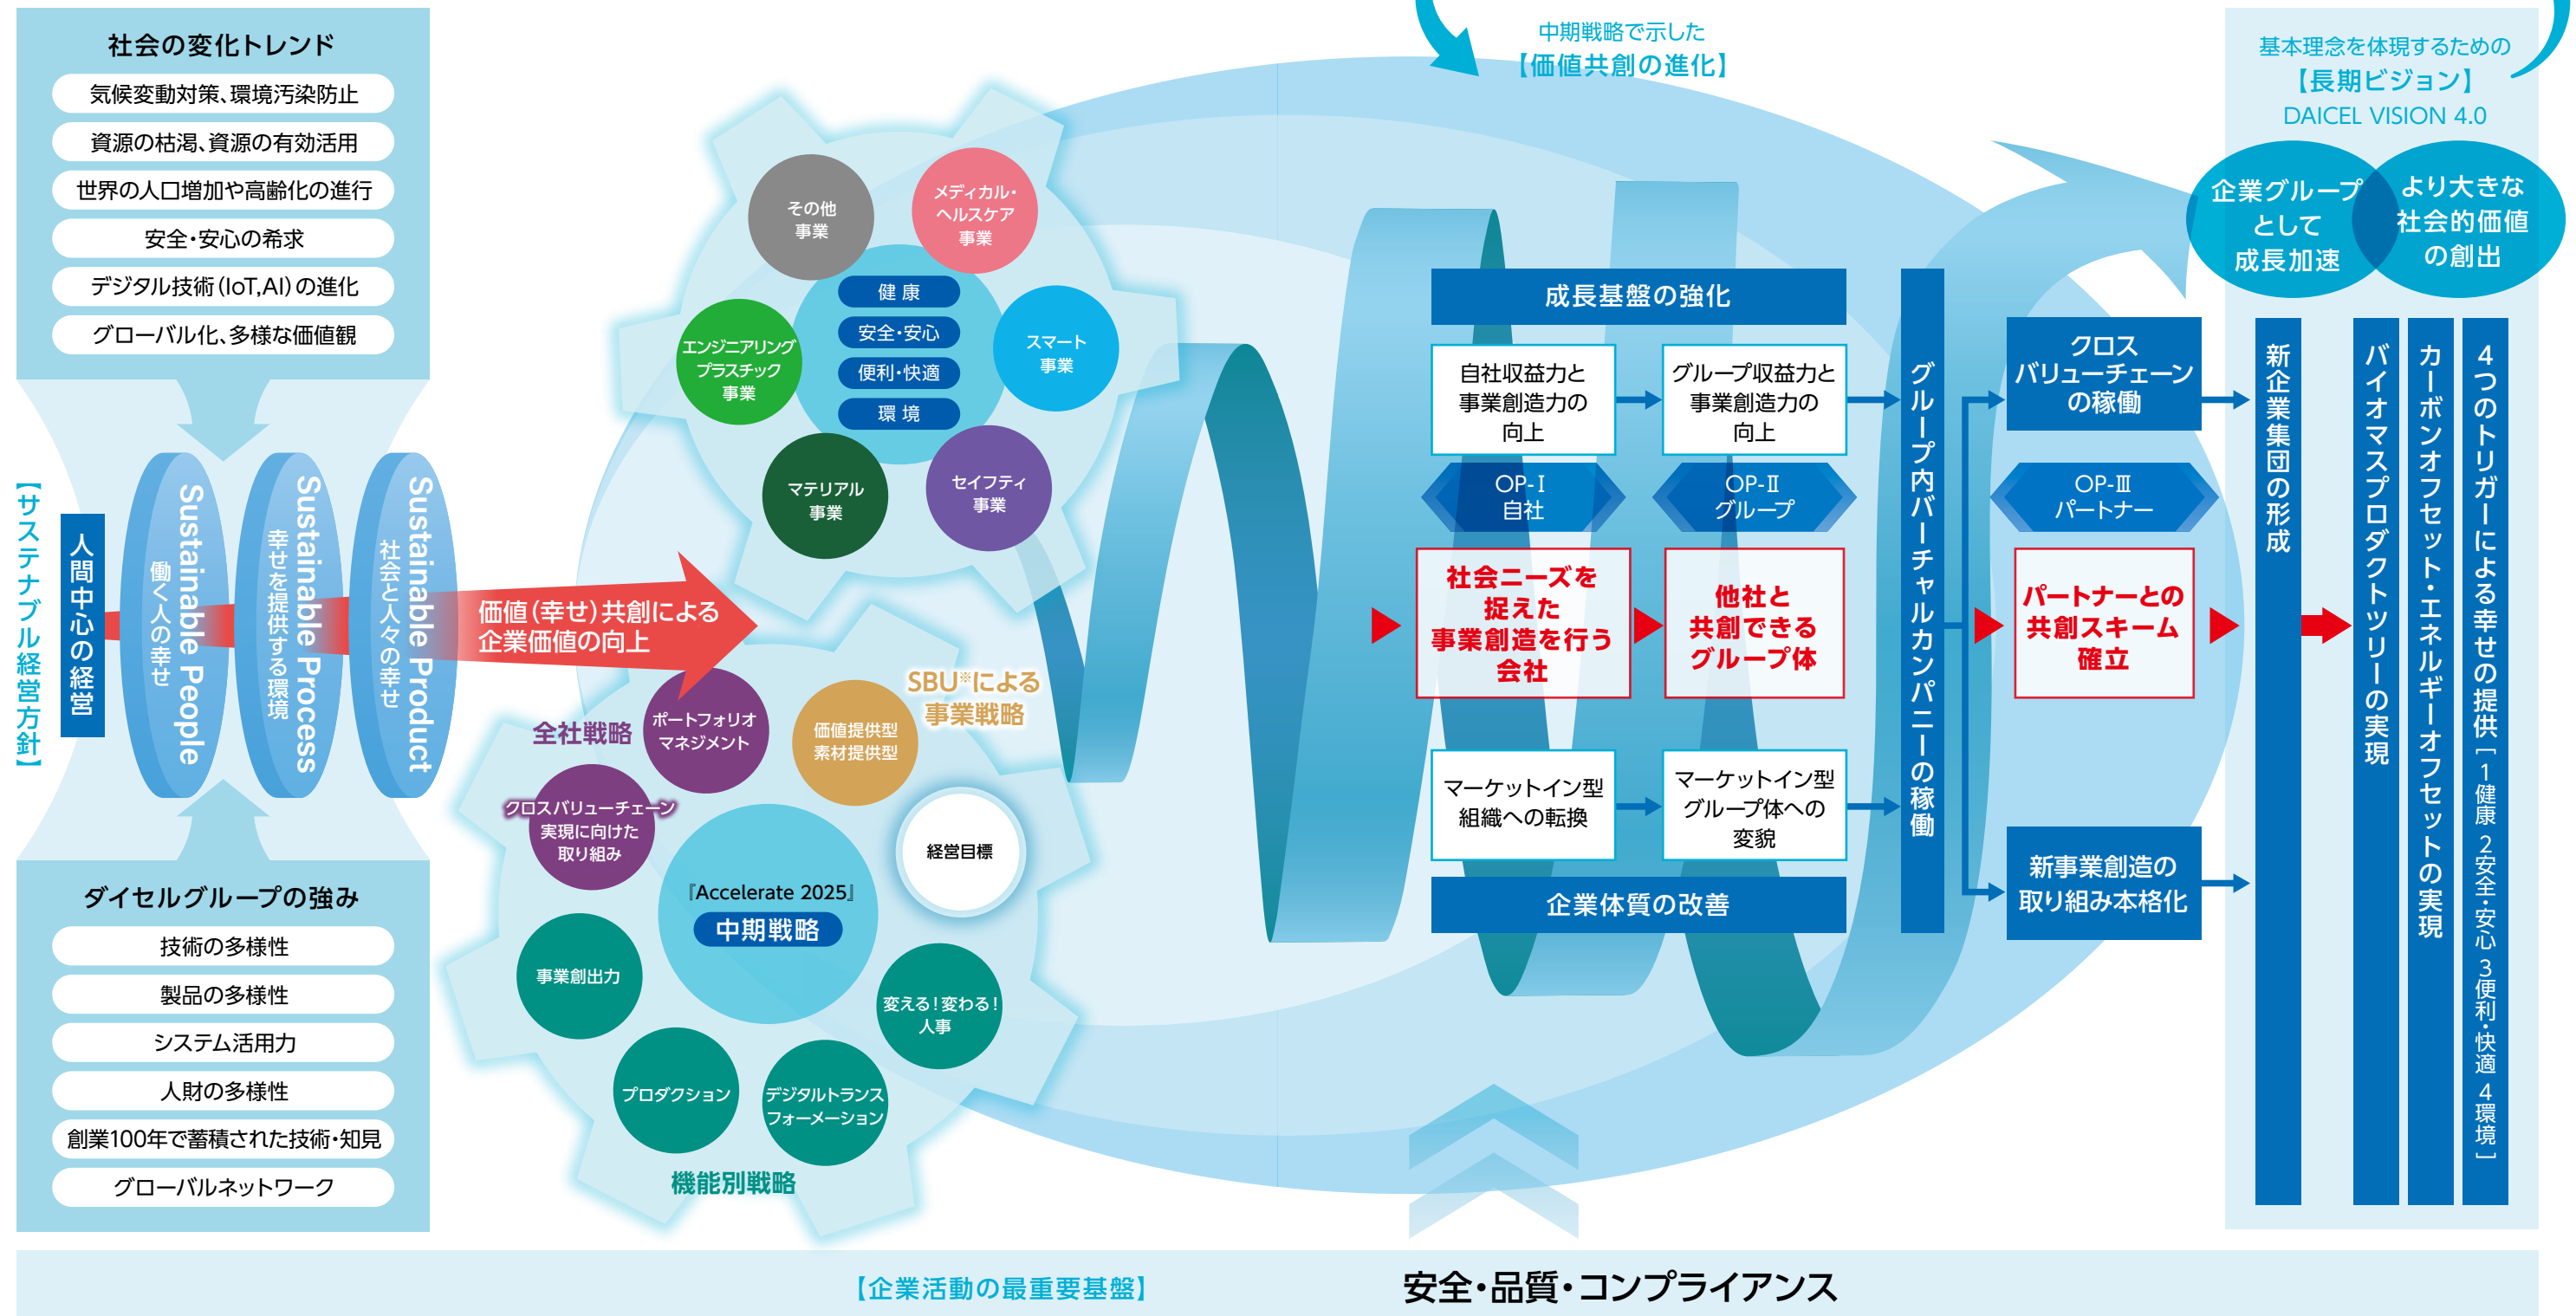 社会の変化トレンド
気候変動対策、環境汚染防止
資源の枯渇、資源の有効活用
世界の人口増加や高齢化の進行
安全・安心の希求
デジタル技術(IoT,AI)の進化
グローバル化、多様な価値観
【サステナブル経営方針】
人間中心の経営
Sustainable People
働く人の幸せ
Sustainable Process
幸せを提供する環境
Sustainable Product
社会と人々の幸せ
価値(幸せ)共創による
企業価値の向上
ダイセルグループの強み
技術の多様性
製品の多様性
システム活用力
人財の多様性
創業100年で蓄積された技術・知見
グローバルネットワーク
その他
事業
メディカル・
ヘルスケア
事業
エンジニアリング
プラスチック
事業
スマート
事業
マテリアル
事業
セイフティ
事業
健 康
安全・安心
便利・快適
環 境
全社戦略
ポートフォリオ
マネジメント
クロスバリューチェーン
実現に向けた
取り組み
SBU※による
事業戦略
価値提供型
素材提供型
経営目標
『Accelerate 2025』
中期戦略
事業創出力
プロダクション
デジタルトランス
フォーメーション
変える!変わる!
人事
機能別戦略
中期戦略で示した
【価値共創の進化】
成長基盤の強化
自社収益力と
事業創造力の
向上
グループ収益力と
事業創造力の
向上
OP-Ⅰ
自社
OP-Ⅱ
グループ
社会ニーズを
捉えた
事業創造を行う
会社
他社と
共創できる
グループ体
マーケットイン型
組織への転換
マーケットイン型
グループ体への
変貌
企業体質の改善
グループ内バーチャルカンパニーの稼働
クロス
バリューチェーン
の稼働
OP-Ⅲ
パートナー
パートナーとの
共創スキーム
確立
新事業創造の
取り組み本格化
基本理念を体現するための
【長期ビジョン】
DAICEL VISION 4.0
企業グループ
として
成長加速
より大きな
社会的価値
の創出
新企業集団の形成
バイオマスプロダクトツリーの実現
カーボンオフセット・エネルギーオフセットの実現
4つのトリガーによる幸せの提供[1健康 2安全・安心 3便利・快適 4環境]
【企業活動の最重要基盤】
安全・品質・コンプライアンス